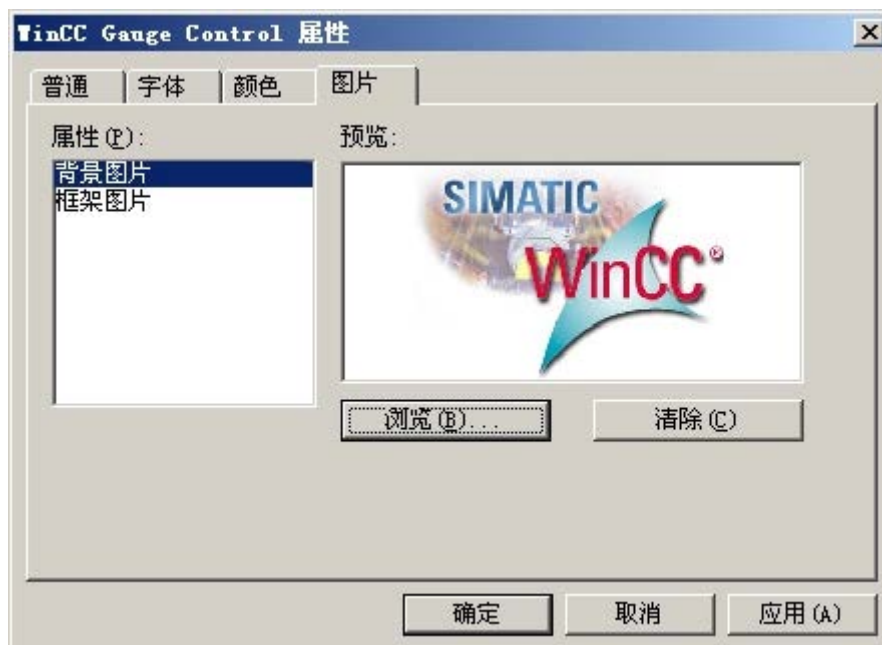 WinCC Gauge Control 属性
普通 字体 颜色 图片
属性(P): 预览:
背景图片
框架图片
SIMATIC
WinCC®
浏览(B)... 清除(C)
确定 取消 应用(A)